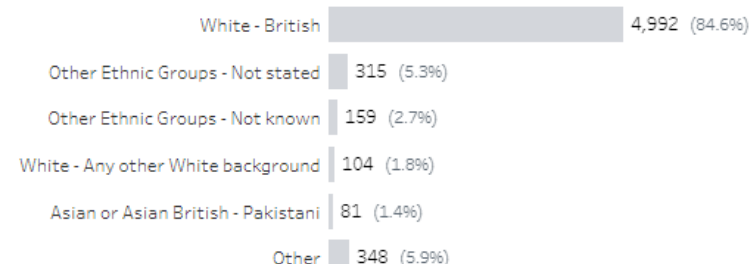 White - British 4,992 (84.6%)
Other Ethnic Groups - Not stated 315 (5.3%)
Other Ethnic Groups - Not known 159 (2.7%)
White - Any other White background 104 (1.8%)
Asian or Asian British - Pakistani 81 (1.4%)
Other 348 (5.9%)